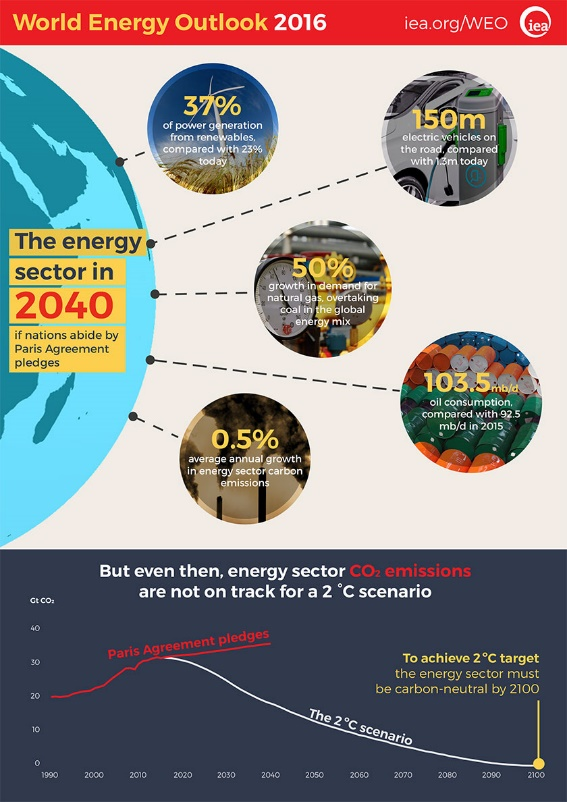 World Energy Outlook 2016
iea.org/WEO
iea
37%
of power generation
from renewables,
compared with 23%
today
150m
electric vehicles on
the road, compared
with 1.3m today
The energy
sector in
2040
if nations abide by
Paris Agreement
pledges
50%
growth in demand for
natural gas, overtaking
coal in the global
energy mix
103.5mb/d
oil consumption,
compared with 92.5
mb/d in 2015
0.5%
average annual growth
in energy sector carbon
emissions
But even then, energy sector CO₂ emissions
are not on track for a 2 °C scenario
Gt CO₂
40
30
20
10
0
Paris Agreement pledges
The 2 °C scenario
To achieve 2°C target
the energy sector must
be carbon-neutral by 2100
1990 2000 2010 2020 2030 2040 2050 2060 2070 2080 2090 2100